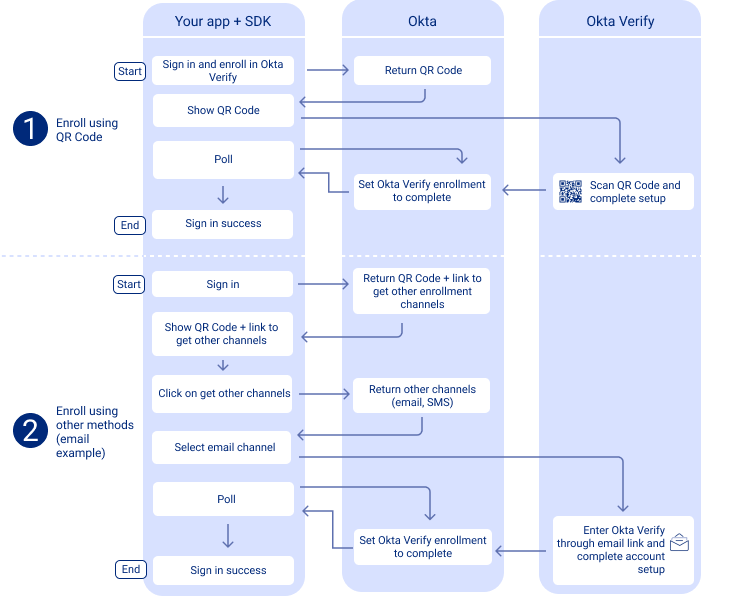 Your app + SDK
Okta
Okta Verify
Start
Sign in and enroll in Okta
Verify
Return QR Code
1
Enroll using
QR Code
Show QR Code
Poll
Set Okta Verify enrollment
to complete
Scan QR Code and
complete setup
End
Sign in success
Start
Sign in
Return QR Code + link to
get other enrollment
channels
Show QR Code + link to
get other channels
Click on get other channels
Return other channels
(email, SMS)
2
Enroll using
other methods
(email
example)
Select email channel
Poll
Set Okta Verify enrollment
to complete
Enter Okta Verify
through email link and
complete account
setup
End
Sign in success